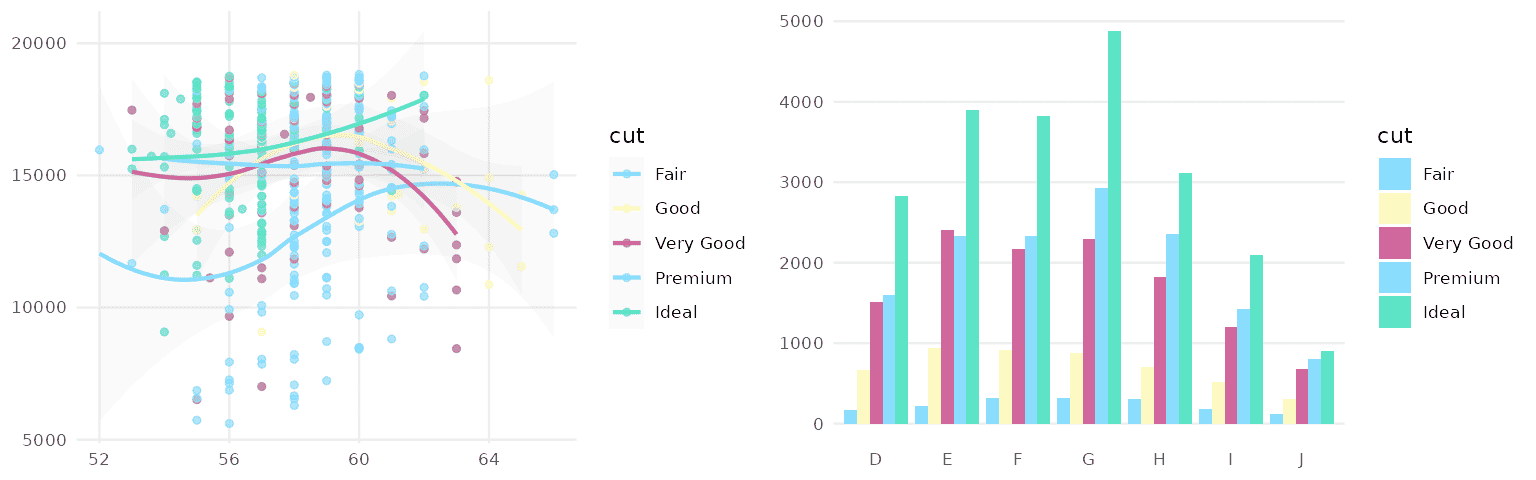 20000
15000
10000
5000
52 56 60 64
cut
Fair
Good
Very Good
Premium
Ideal
5000
4000
3000
2000
1000
0
D E F G H I J
cut
Fair
Good
Very Good
Premium
Ideal